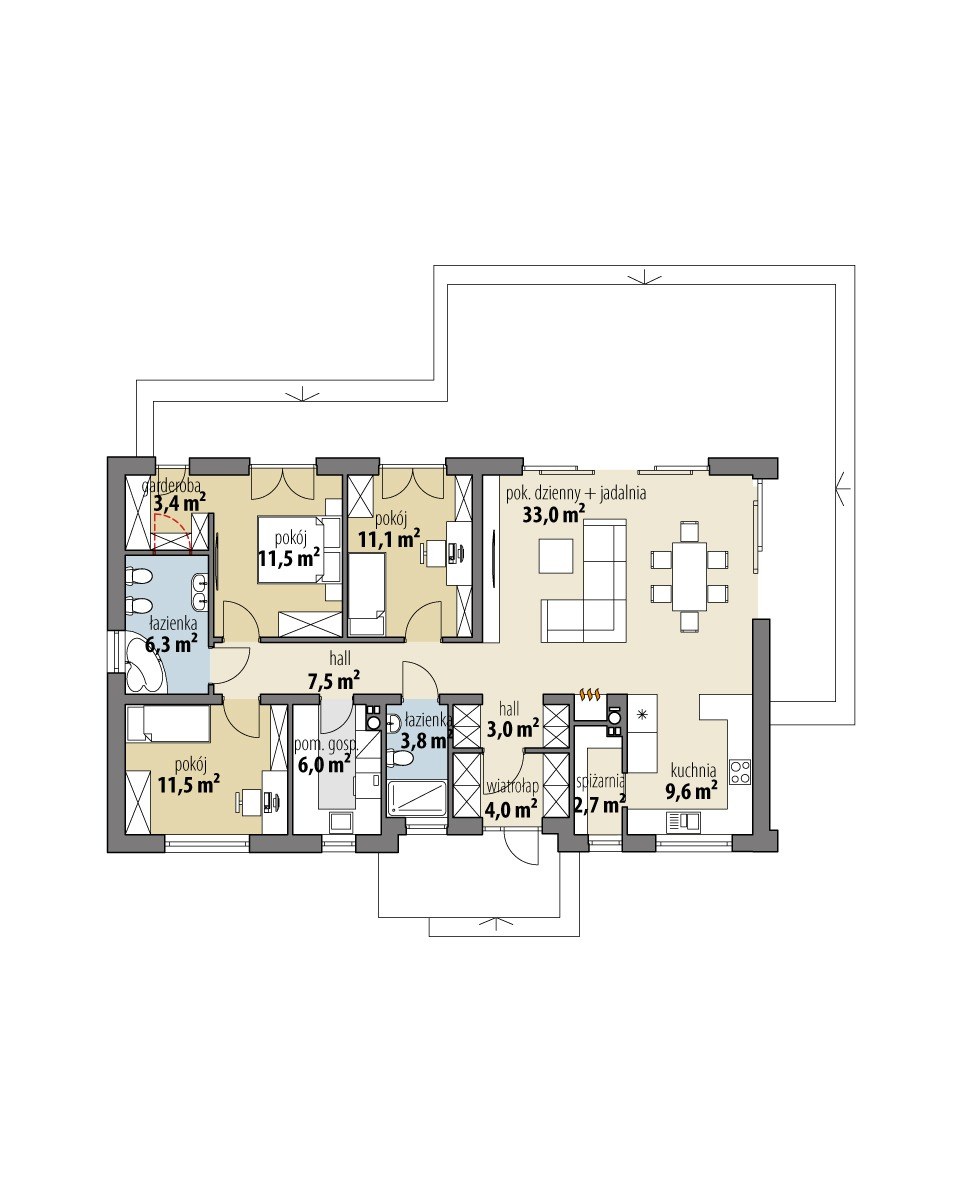 garderoba
3,4 m²
pokój
11,5 m²
pokój
11,1 m²
pok. dzienny + jadalnia
33,0 m²
łazienka
6,3 m²
hall
7,5 m²
hall
3,0 m²
łazienka
3,8 m²
pom. gosp.
6,0 m²
pokój
11,5 m²
wiatrołap
4,0 m²
spiżarnia
2,7 m²
kuchnia
9,6 m²